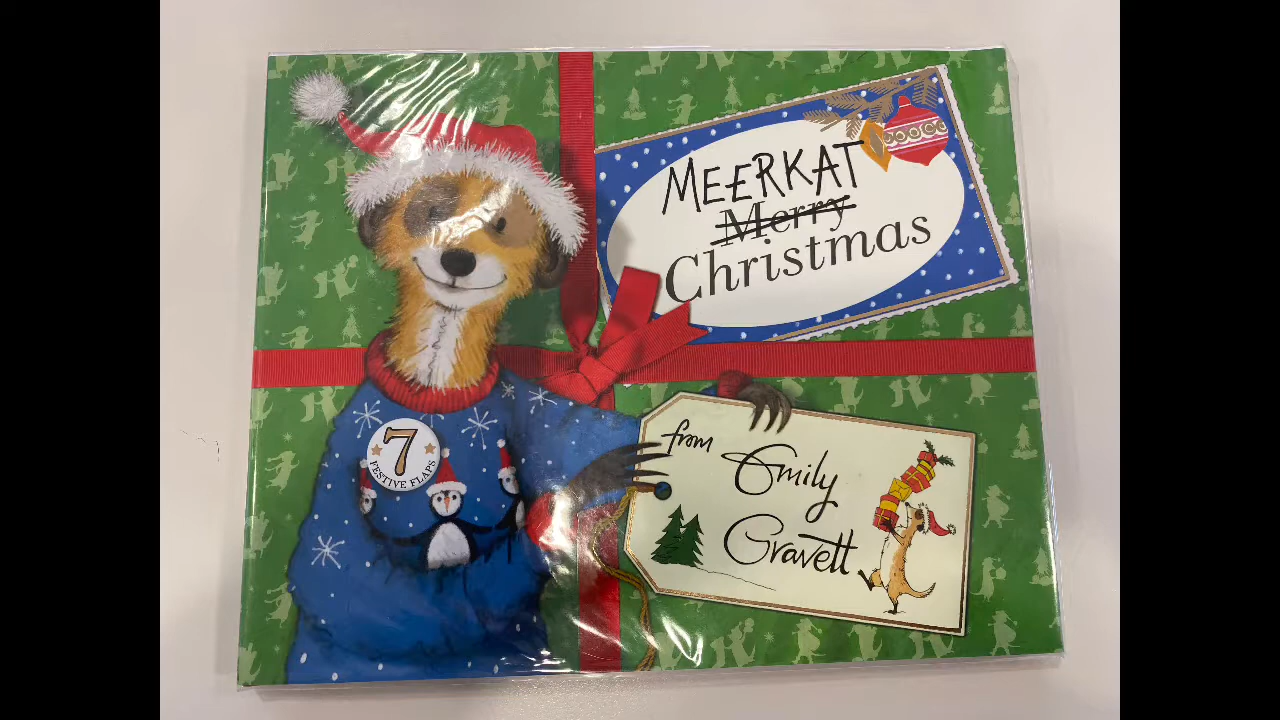 MEERKAT
Merry
Christmas
7
FESTIVE FLAPS
from
Emily
Gravett